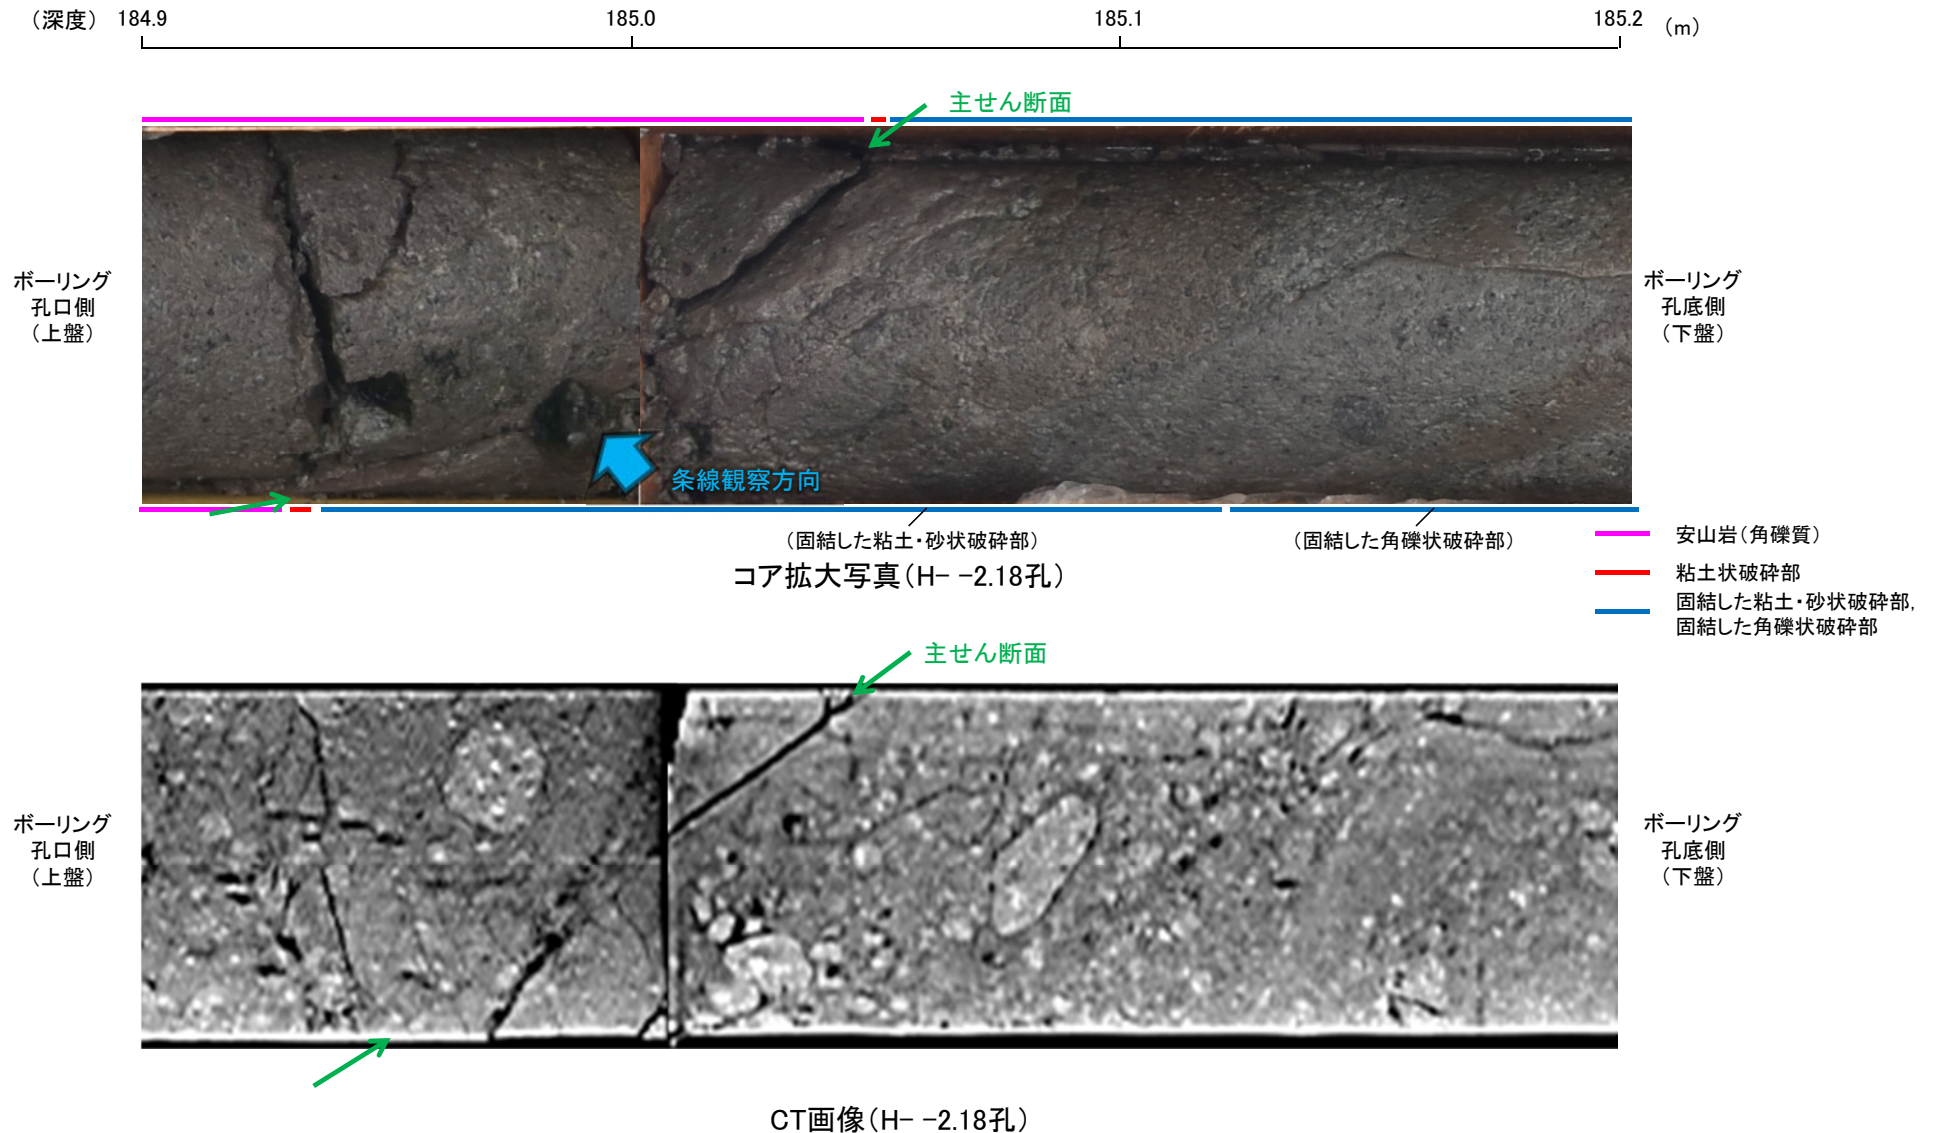 （深度） 184.9 185.0 185.1 185.2 （m）
主せん断面
ボーリング
孔口側
（上盤）
ボーリング
孔底側
（下盤）
条線観察方向
（固結した粘土・砂状破砕部） （固結した角礫状破砕部）
コア拡大写真（H- -2.18孔）
安山岩（角礫質）
粘土状破砕部
固結した粘土・砂状破砕部，
固結した角礫状破砕部
主せん断面
ボーリング
孔口側
（上盤）
ボーリング
孔底側
（下盤）
CT画像（H- -2.18孔）